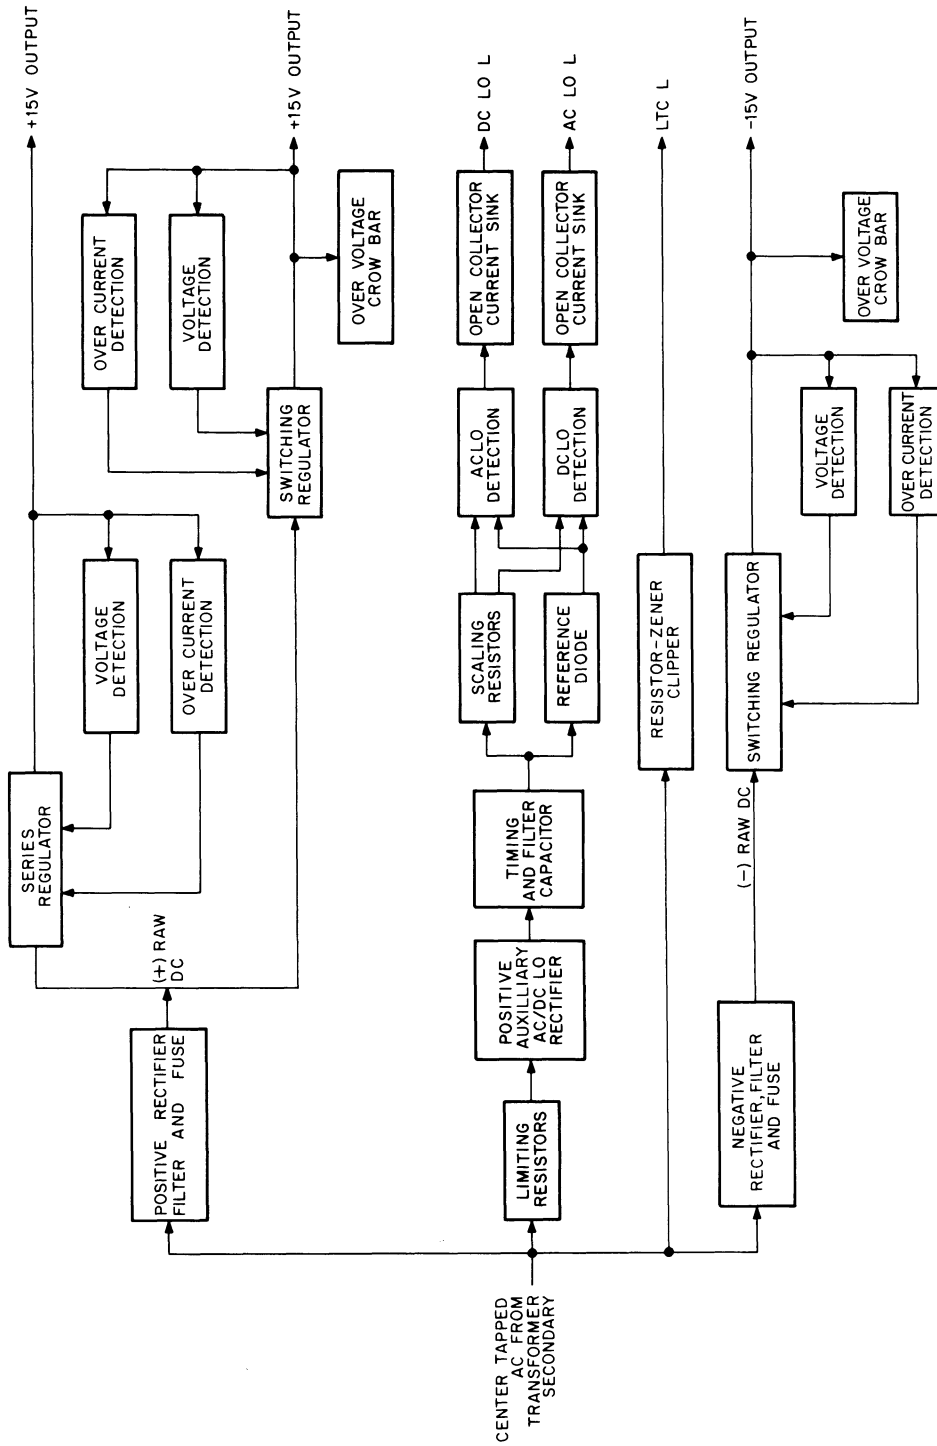 +15V OUTPUT
SERIES
REGULATOR
VOLTAGE
DETECTION
OVER CURRENT
DETECTION
OVER CURRENT
DETECTION
VOLTAGE
DETECTION
+15V OUTPUT
SWITCHING
REGULATOR
OVER VOLTAGE
CROW BAR
POSITIVE RECTIFIER
FILTER AND FUSE
(+) RAW
DC
CENTER TAPPED
AC FROM
TRANSFORMER
SECONDARY
LIMITING
RESISTORS
POSITIVE
AUXILLIARY
AC/DC LO
RECTIFIER
TIMING
AND FILTER
CAPACITOR
SCALING
RESISTORS
REFERENCE
DIODE
AC LO
DETECTION
DC LO
DETECTION
OPEN COLLECTOR
CURRENT SINK
OPEN COLLECTOR
CURRENT SINK
DC LO L
AC LO L
RESISTOR-ZENER
CLIPPER
LTC L
NEGATIVE
RECTIFIER, FILTER
AND FUSE
(−) RAW DC
SWITCHING REGULATOR
VOLTAGE
DETECTION
OVER CURRENT
DETECTION
OVER VOLTAGE
CROW BAR
-15V OUTPUT